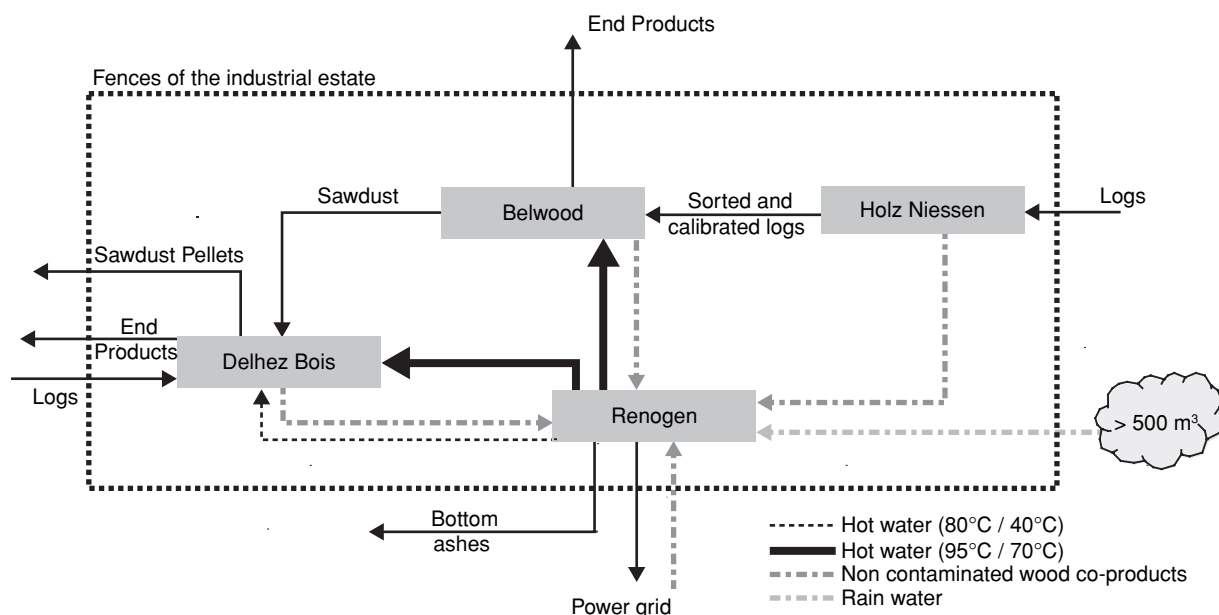 End Products
Fences of the industrial estate
Sawdust
Belwood
Sorted and
calibrated logs
Holz Niessen
Logs
Sawdust Pellets
End
Products
Delhez Bois
Logs
Renogen
> 500 m³
Bottom
ashes
Power grid
Hot water (80°C / 40°C)
Hot water (95°C / 70°C)
Non contaminated wood co-products
Rain water